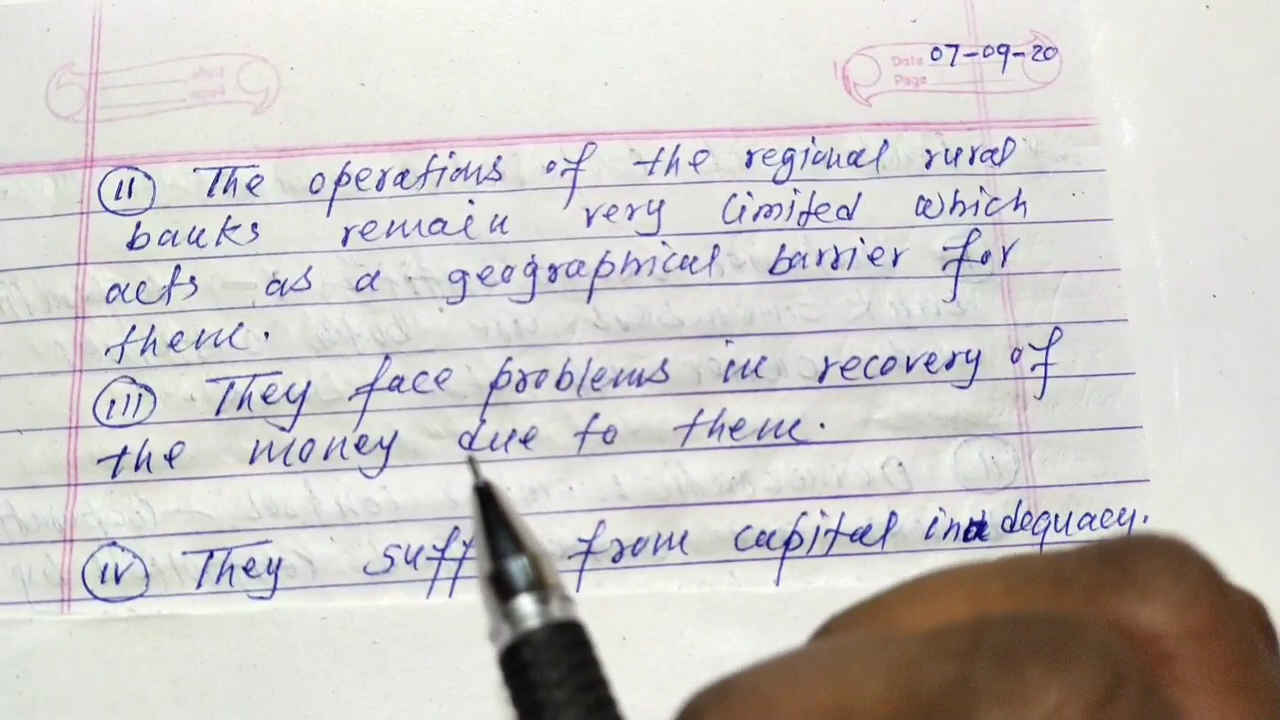 Date 07-09-20
Page
(II) The operations of the regional rural
banks remain very limited which
acts as a geographical barrier for
them.
(III) They face problems in recovery of
the money due to them.
(IV) They suff from capital inadequacy.